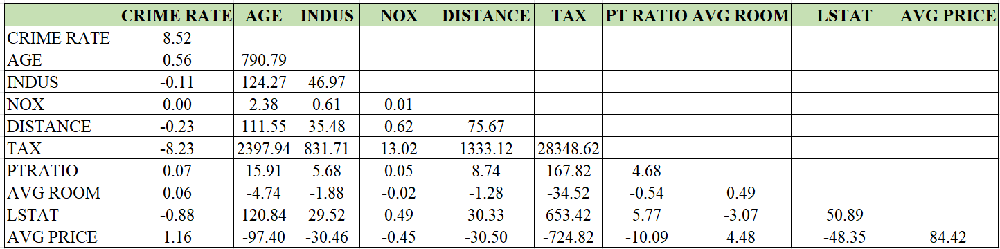 CRIME RATE AGE INDUS NOX DISTANCE TAX PT RATIO AVG ROOM LSTAT AVG PRICE
CRIME RATE 8.52
AGE 0.56 790.79
INDUS -0.11 124.27 46.97
NOX 0.00 2.38 0.61 0.01
DISTANCE -0.23 111.55 35.48 0.62 75.67
TAX -8.23 2397.94 831.71 13.02 1333.12 28348.62
PTRATIO 0.07 15.91 5.68 0.05 8.74 167.82 4.68
AVG ROOM 0.06 -4.74 -1.88 -0.02 -1.28 -34.52 -0.54 0.49
LSTAT -0.88 120.84 29.52 0.49 30.33 653.42 5.77 -3.07 50.89
AVG PRICE 1.16 -97.40 -30.46 -0.45 -30.50 -724.82 -10.09 4.48 -48.35 84.42